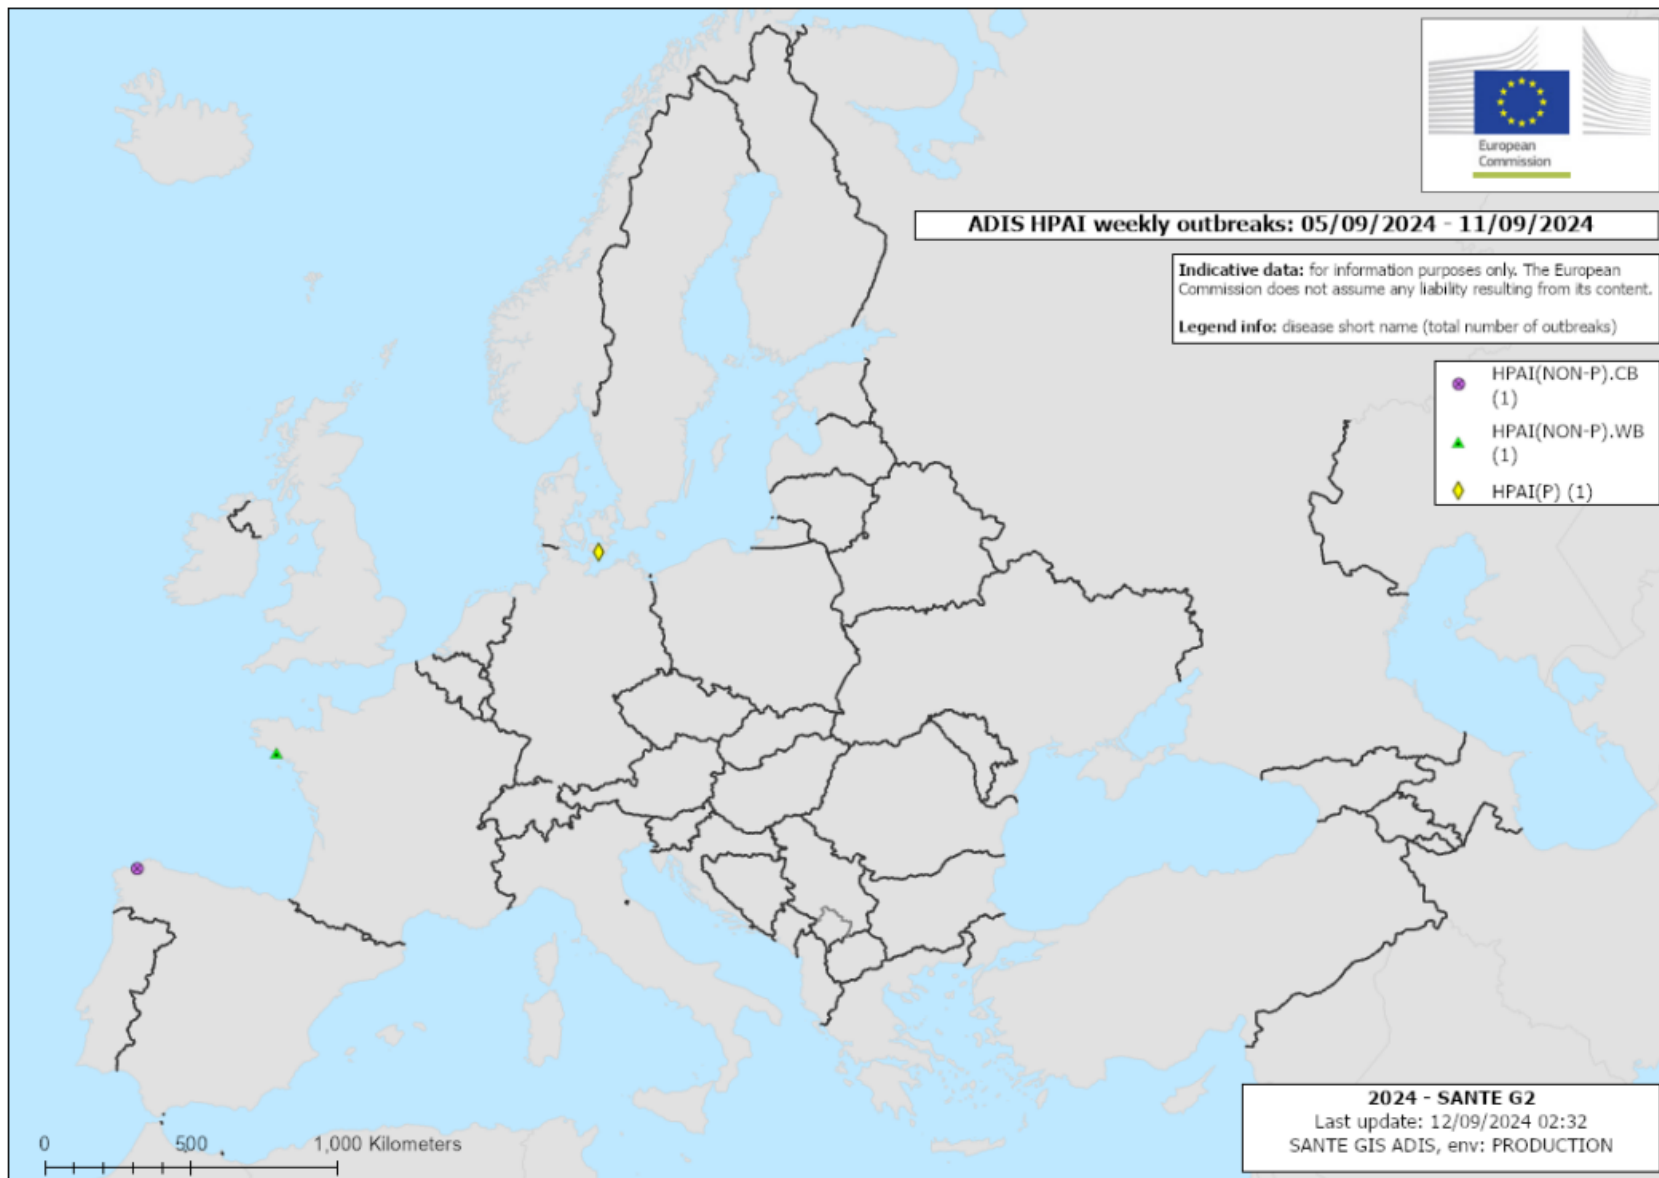 European
Commission
ADIS HPAI weekly outbreaks: 05/09/2024 - 11/09/2024
Indicative data: for information purposes only. The European
Commission does not assume any liability resulting from its content.
Legend info: disease short name (total number of outbreaks)
HPAI(NON-P).CB
(1)
HPAI(NON-P).WB
(1)
HPAI(P) (1)
2024 - SANTE G2
Last update: 12/09/2024 02:32
SANTE GIS ADIS, env: PRODUCTION
0 500 1,000 Kilometers